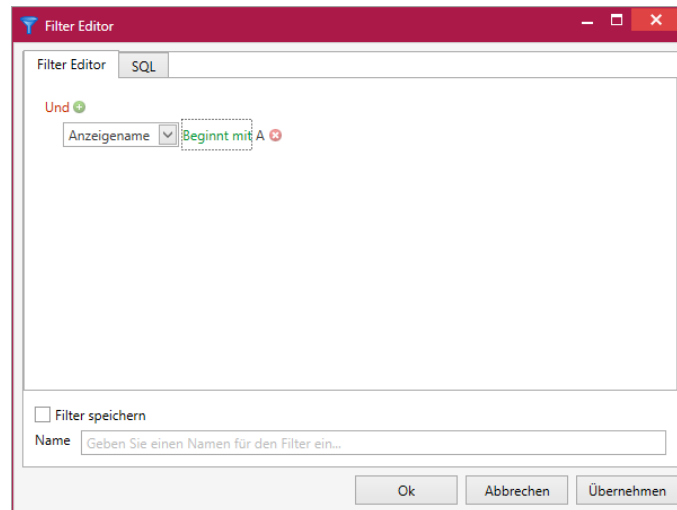 Filter Editor
Filter Editor SQL
Und
Anzeigename Beginnt mit A
Filter speichern
Name Geben Sie einen Namen für den Filter ein...
Ok Abbrechen Übernehmen